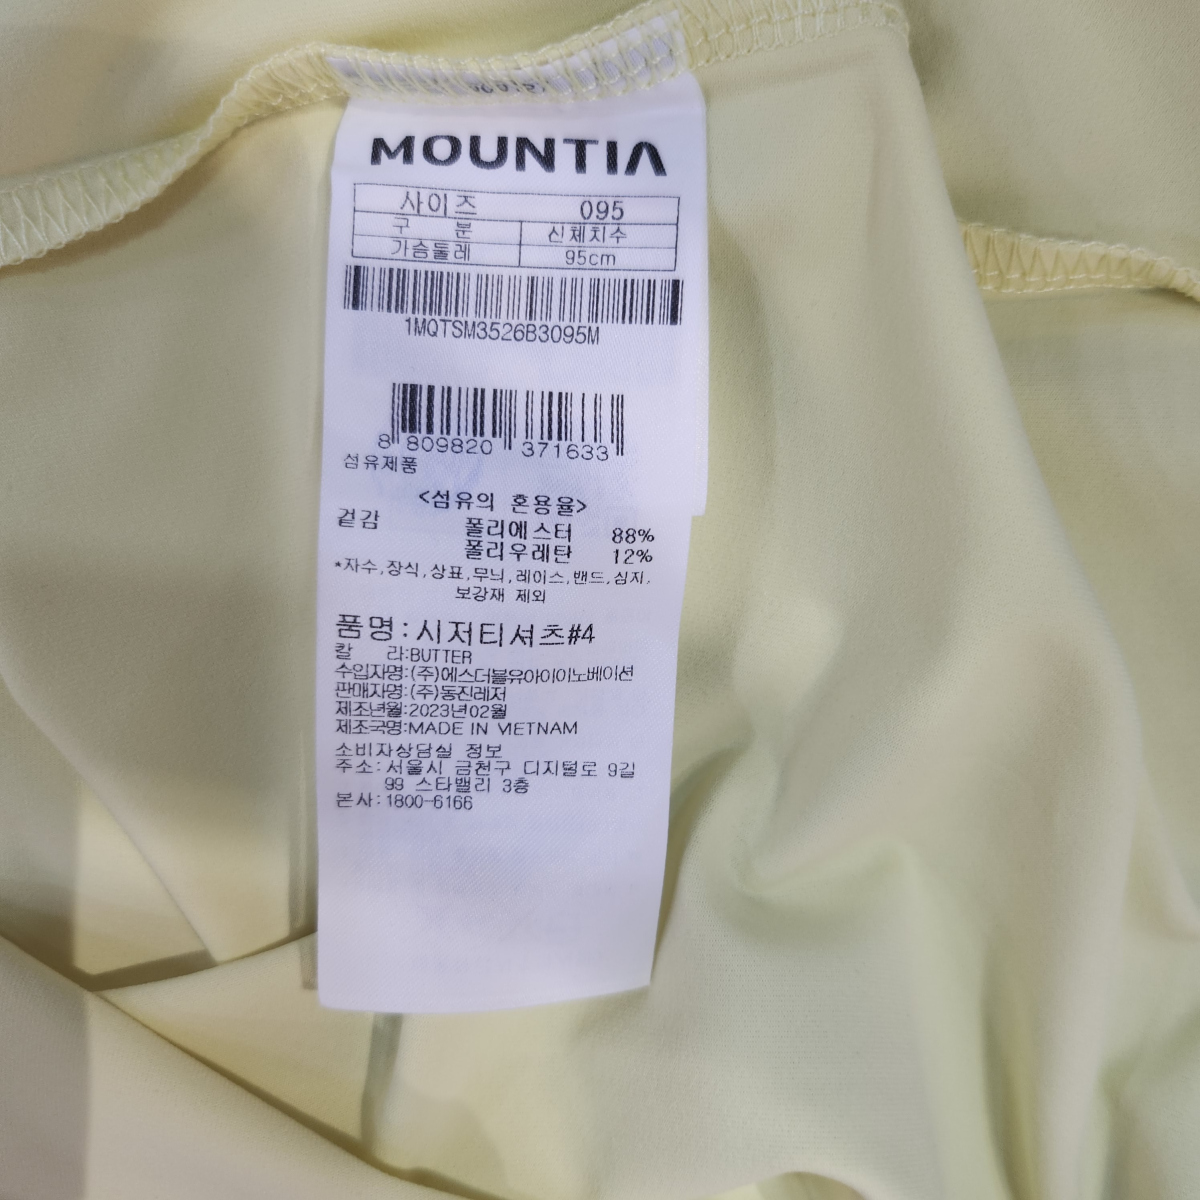 MOUNTIA
사이즈 095
구 분 신체치수
가슴둘레 95cm
1MQTSM3526B3095M
8 809820 371633
섬유제품
<섬유의 혼용율>
겉감 폴리에스터 88%
폴리우레탄 12%
*자수,장식,상표,무늬,레이스,밴드,심지,
보강재 제외
품명:시저티셔츠#4
칼 라:BUTTER
수입자명:(주)에스더블유아이이노베이션
판매자명:(주)동진레저
제조년월:2023년02월
제조국명:MADE IN VIETNAM
소비자상담실 정보
주소:서울시 금천구 디지털로 9길
99 스타밸리 3층
본사:1800-6166